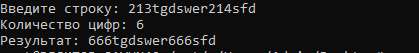 Введите строку: 213tgdswer214sfd
Количество цифр: 6
Результат: 666tgdswer666sfd